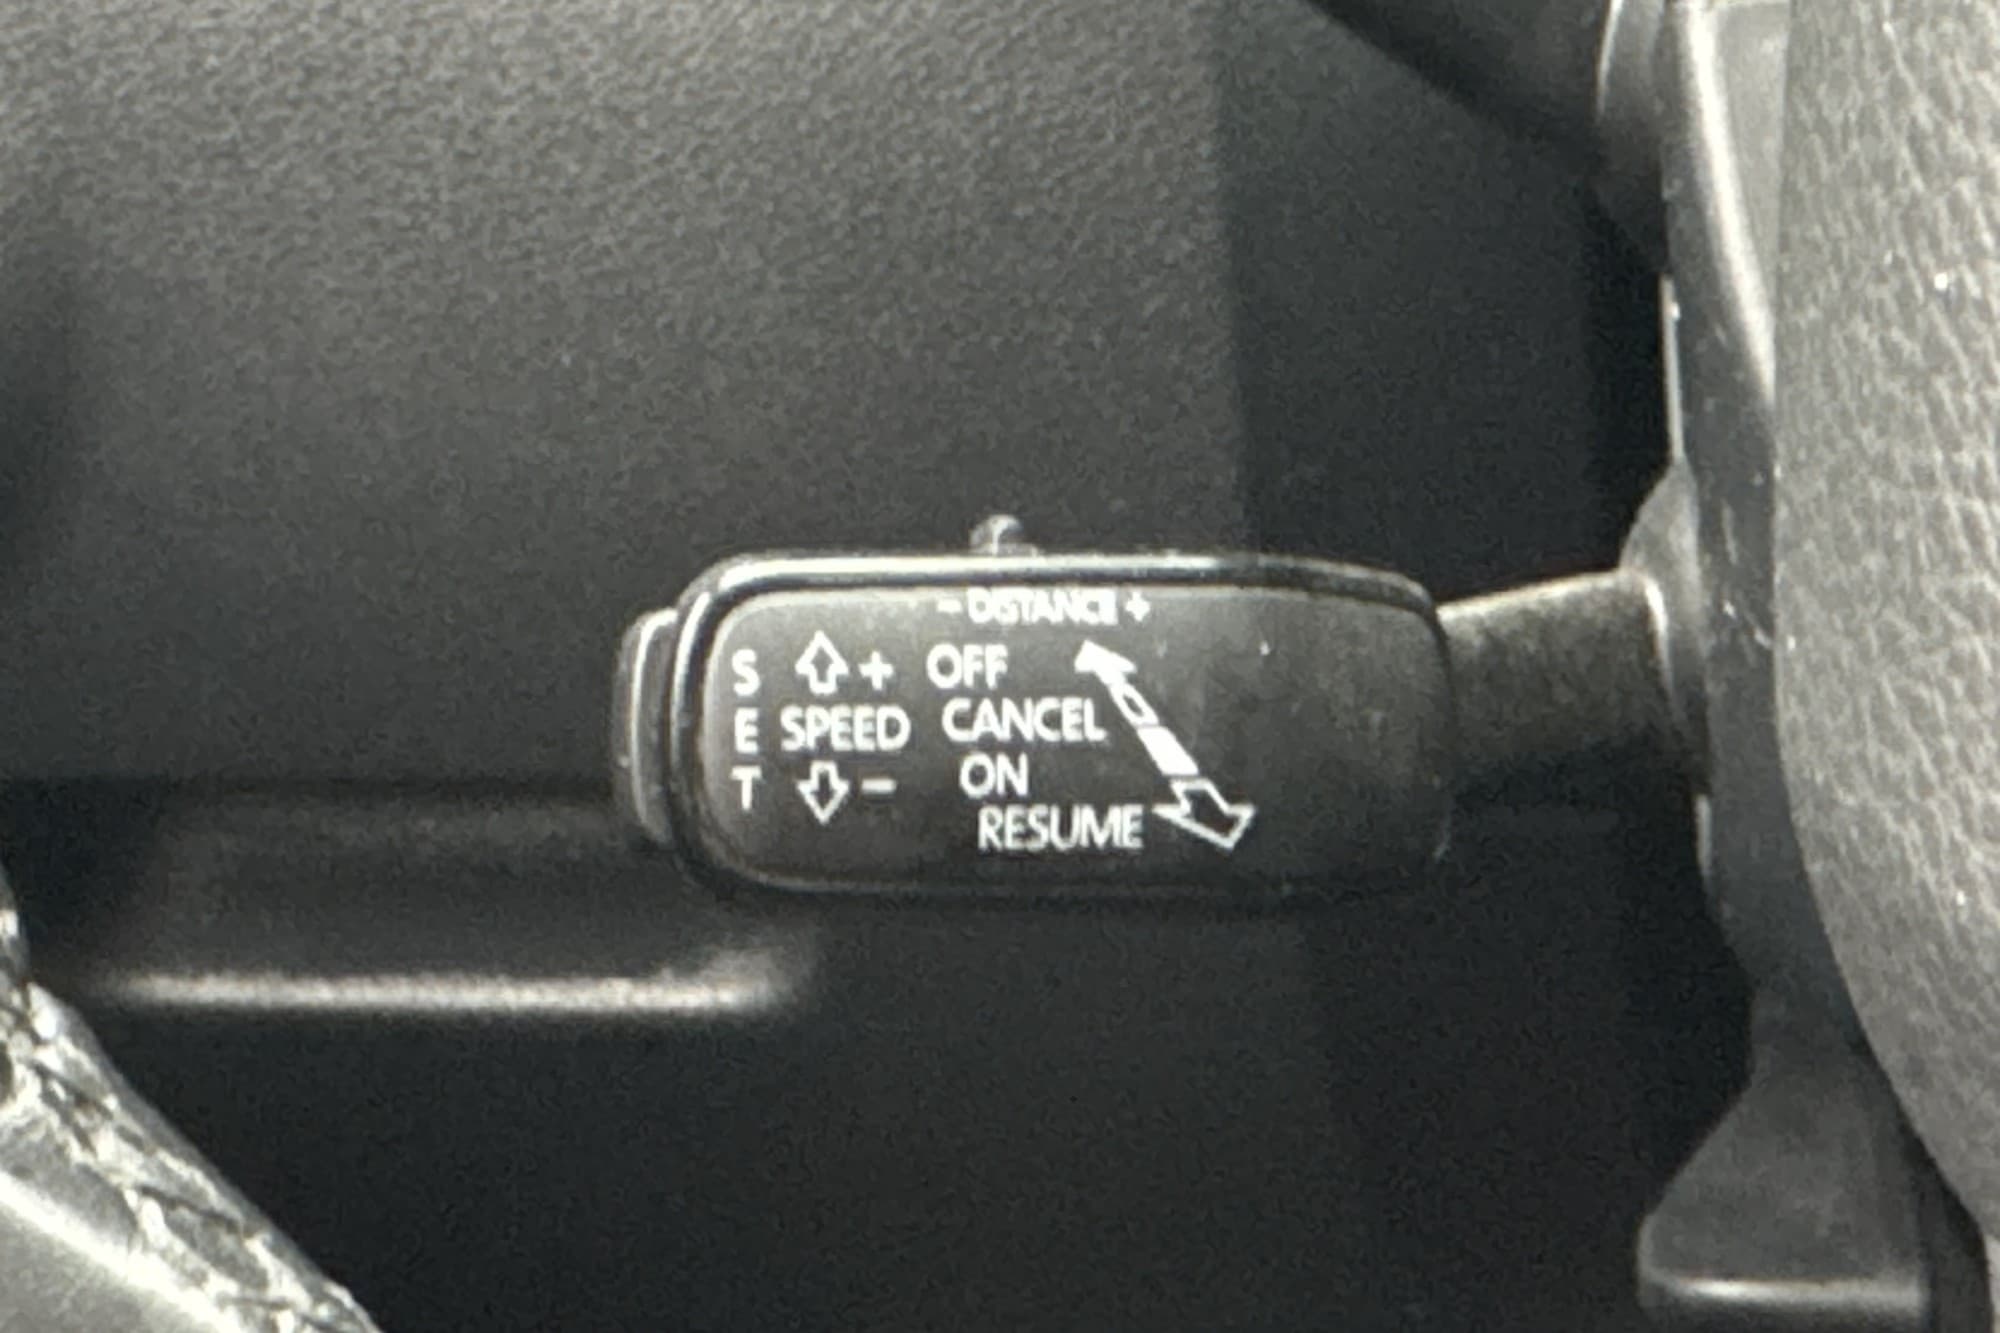 - DISTANCE +
S ⇧ + OFF
E SPEED CANCEL
T ⇩ - ON
RESUME